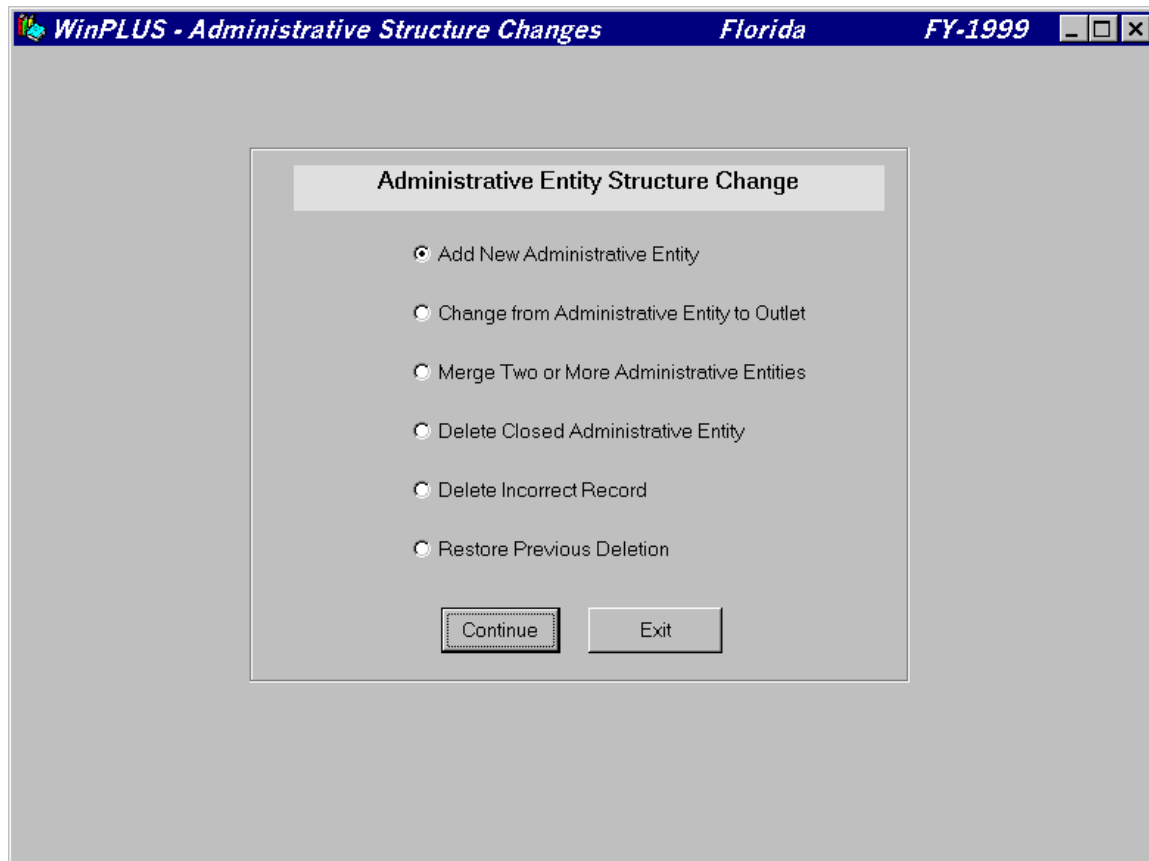 WinPLUS - Administrative Structure Changes Florida FY-1999
Administrative Entity Structure Change
Add New Administrative Entity
Change from Administrative Entity to Outlet
Merge Two or More Administrative Entities
Delete Closed Administrative Entity
Delete Incorrect Record
Restore Previous Deletion
Continue Exit